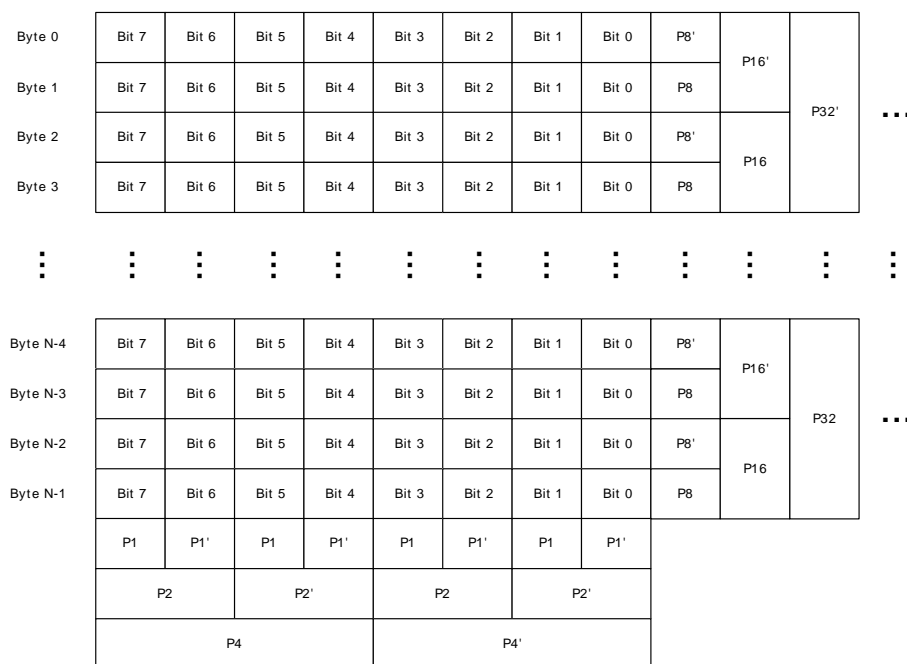 Byte 0 Bit 7 Bit 6 Bit 5 Bit 4 Bit 3 Bit 2 Bit 1 Bit 0 P8' P16' P32' ...
Byte 1 Bit 7 Bit 6 Bit 5 Bit 4 Bit 3 Bit 2 Bit 1 Bit 0 P8
Byte 2 Bit 7 Bit 6 Bit 5 Bit 4 Bit 3 Bit 2 Bit 1 Bit 0 P8' P16
Byte 3 Bit 7 Bit 6 Bit 5 Bit 4 Bit 3 Bit 2 Bit 1 Bit 0 P8
Byte N-4 Bit 7 Bit 6 Bit 5 Bit 4 Bit 3 Bit 2 Bit 1 Bit 0 P8' P16' P32 ...
Byte N-3 Bit 7 Bit 6 Bit 5 Bit 4 Bit 3 Bit 2 Bit 1 Bit 0 P8
Byte N-2 Bit 7 Bit 6 Bit 5 Bit 4 Bit 3 Bit 2 Bit 1 Bit 0 P8' P16
Byte N-1 Bit 7 Bit 6 Bit 5 Bit 4 Bit 3 Bit 2 Bit 1 Bit 0 P8
P1 P1' P1 P1' P1 P1' P1 P1'
P2 P2' P2 P2'
P4 P4'